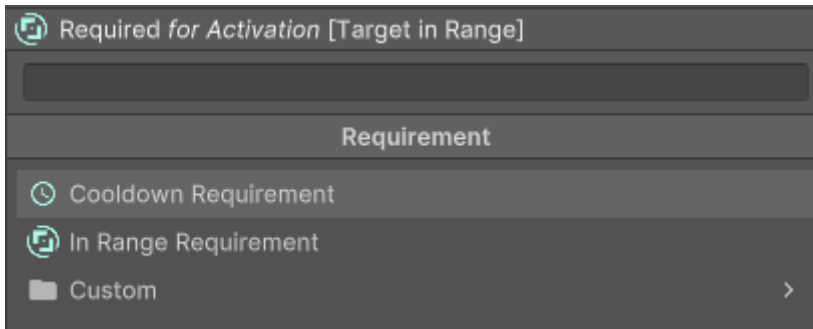 Required for Activation [Target in Range]
Requirement
Cooldown Requirement
In Range Requirement
Custom